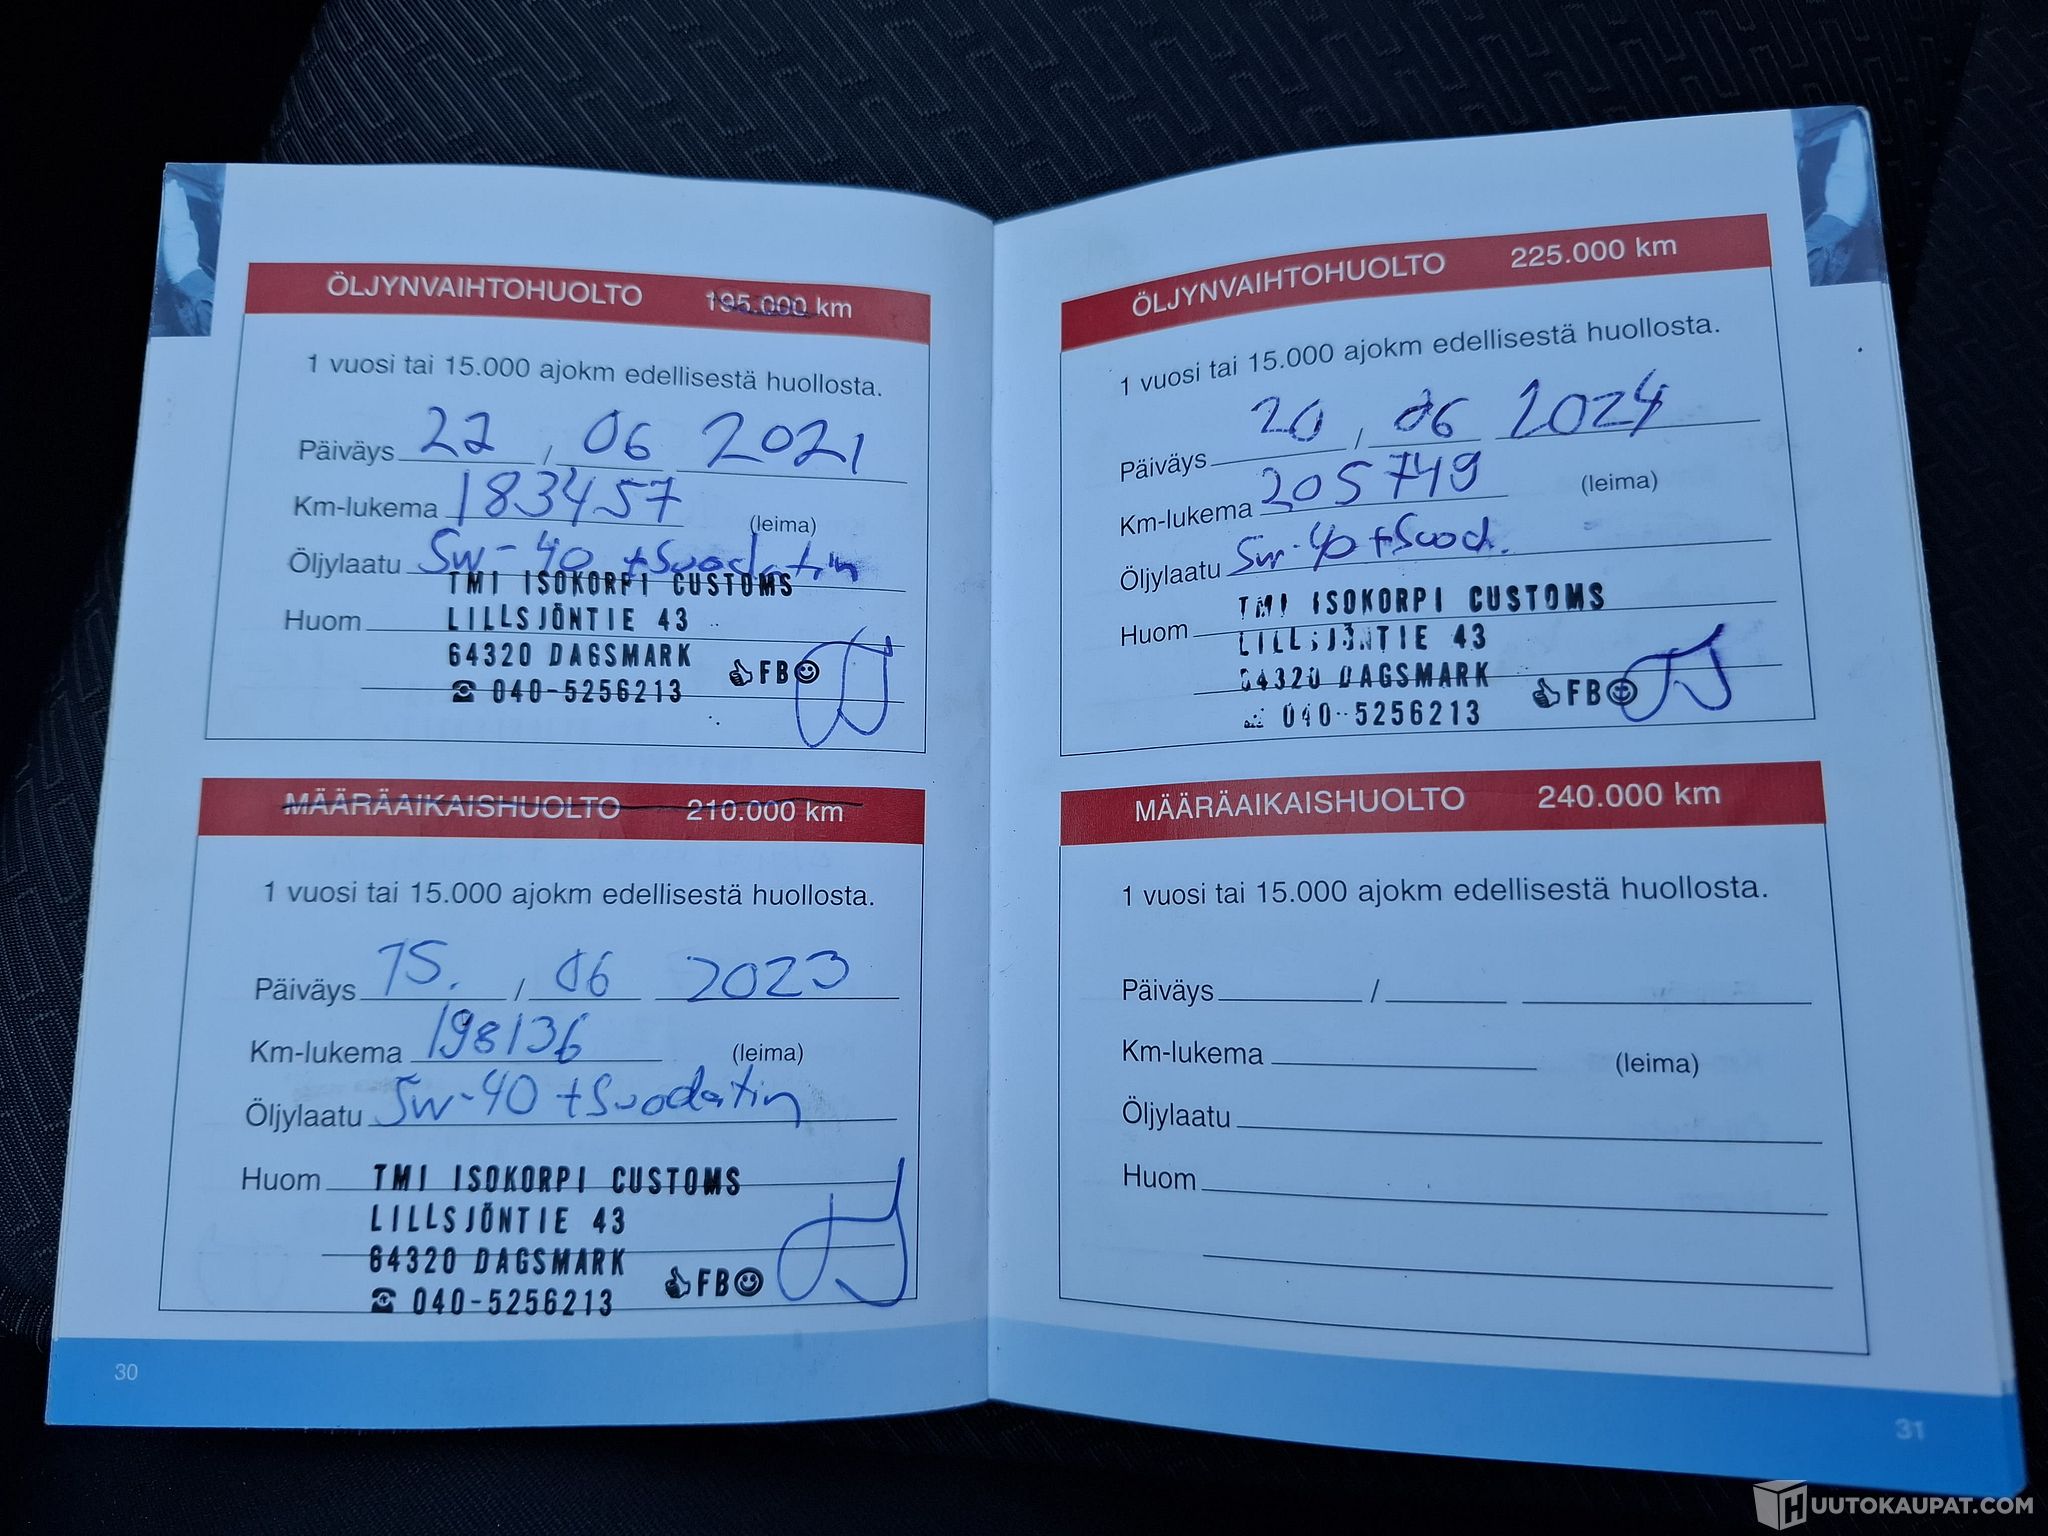 ÖLJYNVAIHTOHUOLTO 195.000 km
1 vuosi tai 15.000 ajokm edellisestä huollosta.
Päiväys 22 / 06 2021
Km-lukema 183457 (leima)
Öljylaatu 5w-40 +Suodatin
TMI ISOKORPI CUSTOMS
Huom LILLSJÖNTIE 43
64320 DAGSMARK 👍FB☺
☎ 040-5256213
MÄÄRÄAIKAISHUOLTO 210.000 km
1 vuosi tai 15.000 ajokm edellisestä huollosta.
Päiväys 15. / 06 2023
Km-lukema 198136 (leima)
Öljylaatu 5w-40 +Suodatin
Huom TMI ISOKORPI CUSTOMS
LILLSJÖNTIE 43
64320 DAGSMARK 👍FB☺
☎ 040-5256213
30
ÖLJYNVAIHTOHUOLTO 225.000 km
1 vuosi tai 15.000 ajokm edellisestä huollosta.
Päiväys 20 / 06 2024
Km-lukema 205749 (leima)
Öljylaatu 5w-40 +Suod.
TMI ISOKORPI CUSTOMS
Huom LILLSJÖNTIE 43
64320 DAGSMARK 👍FB☺
☎ 040-5256213
MÄÄRÄAIKAISHUOLTO 240.000 km
1 vuosi tai 15.000 ajokm edellisestä huollosta.
Päiväys /
Km-lukema (leima)
Öljylaatu
Huom
31
HUUTOKAUPAT.COM